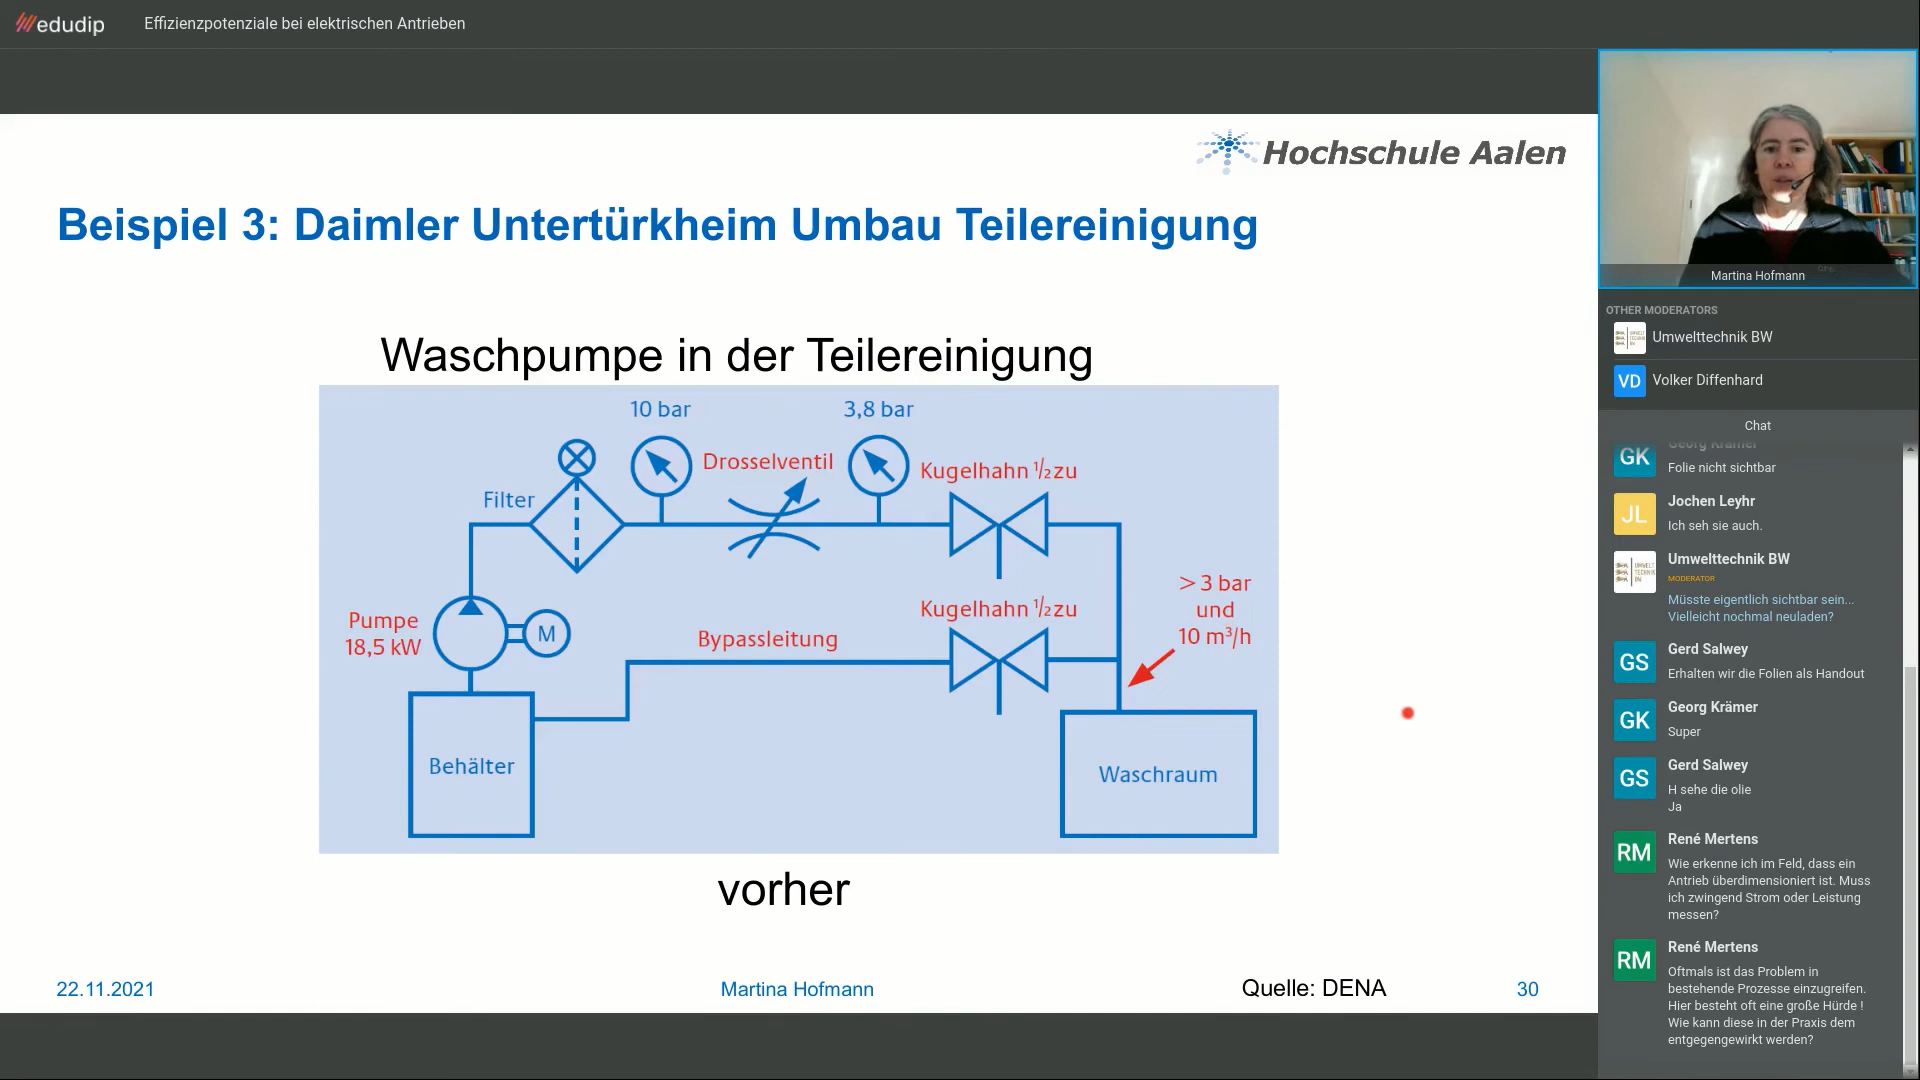 edudip
Effizienzpotenziale bei elektrischen Antrieben
Hochschule Aalen
Beispiel 3: Daimler Untertürkheim Umbau Teilereinigung
Waschpumpe in der Teilereinigung
10 bar
3,8 bar
Drosselventil
Kugelhahn 1/2 zu
Filter
> 3 bar
und
10 m³/h
Kugelhahn 1/2 zu
Pumpe
18,5 kW
M
Bypassleitung
Behälter
Waschraum
vorher
22.11.2021
Martina Hofmann
Quelle: DENA
30
Martina Hofmann
OTHER MODERATORS
Umwelttechnik BW
VD
Volker Diffenhard
Chat
Georg Krämer
GK
Folie nicht sichtbar
JL
Jochen Leyhr
Ich seh sie auch.
Umwelttechnik BW
MODERATOR
Müsste eigentlich sichtbar sein...
Vielleicht nochmal neuladen?
GS
Gerd Salwey
Erhalten wir die Folien als Handout
GK
Georg Krämer
Super
GS
Gerd Salwey
H sehe die olie
Ja
RM
René Mertens
Wie erkenne ich im Feld, dass ein
Antrieb überdimensioniert ist. Muss
ich zwingend Strom oder Leistung
messen?
RM
René Mertens
Oftmals ist das Problem in
bestehende Prozesse einzugreifen.
Hier besteht oft eine große Hürde !
Wie kann diese in der Praxis dem
entgegengewirkt werden?